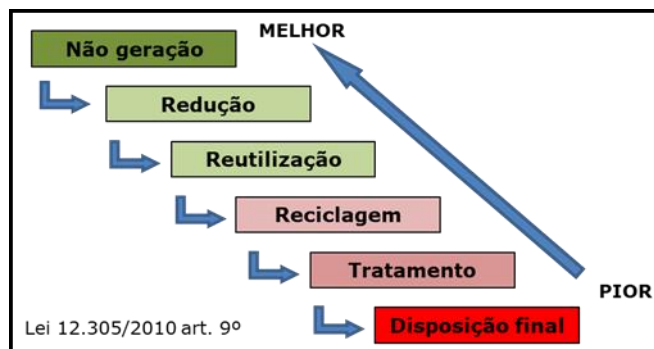 MELHOR
Não geração
Redução
Reutilização
Reciclagem
Tratamento
PIOR
Disposição final
Lei 12.305/2010 art. 9º